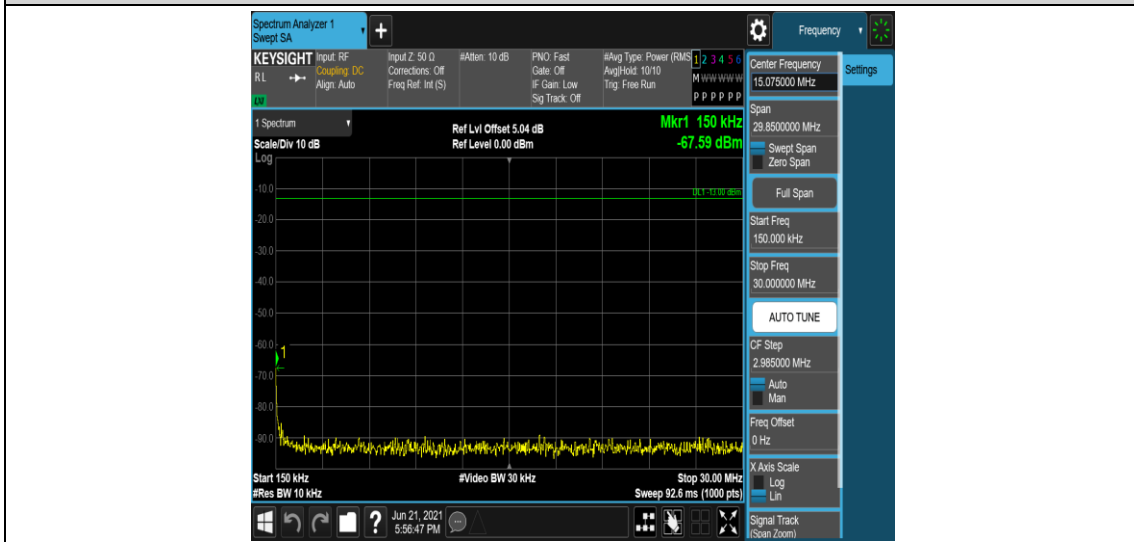 Spectrum Analyzer 1
Swept SA
+
Frequency
KEYSIGHT
RL
LXI
Input: RF
Coupling: DC
Align: Auto
Input Z: 50 Ω
Corrections: Off
Freq Ref: Int (S)
#Atten: 10 dB
PNO: Fast
Gate: Off
IF Gain: Low
Sig Track: Off
#Avg Type: Power (RMS
Avg|Hold: 10/10
Trig: Free Run
1 2 3 4 5 6
M W W W W W
P P P P P P
1 Spectrum
Scale/Div 10 dB
Log
Ref Lvl Offset 5.04 dB
Ref Level 0.00 dBm
Mkr1 150 kHz
-67.59 dBm
DL1 -13.00 dBm
-10.0
-20.0
-30.0
-40.0
-50.0
-60.0
1
-70.0
-80.0
-90.0
Start 150 kHz
#Res BW 10 kHz
#Video BW 30 kHz
Stop 30.00 MHz
Sweep 92.6 ms (1000 pts)
Center Frequency
15.075000 MHz
Settings
Span
29.8500000 MHz
Swept Span
Zero Span
Full Span
Start Freq
150.000 kHz
Stop Freq
30.000000 MHz
AUTO TUNE
CF Step
2.985000 MHz
Auto
Man
Freq Offset
0 Hz
X Axis Scale
Log
Lin
Signal Track
(Span Zoom)
?
Jun 21, 2021
5:56:47 PM